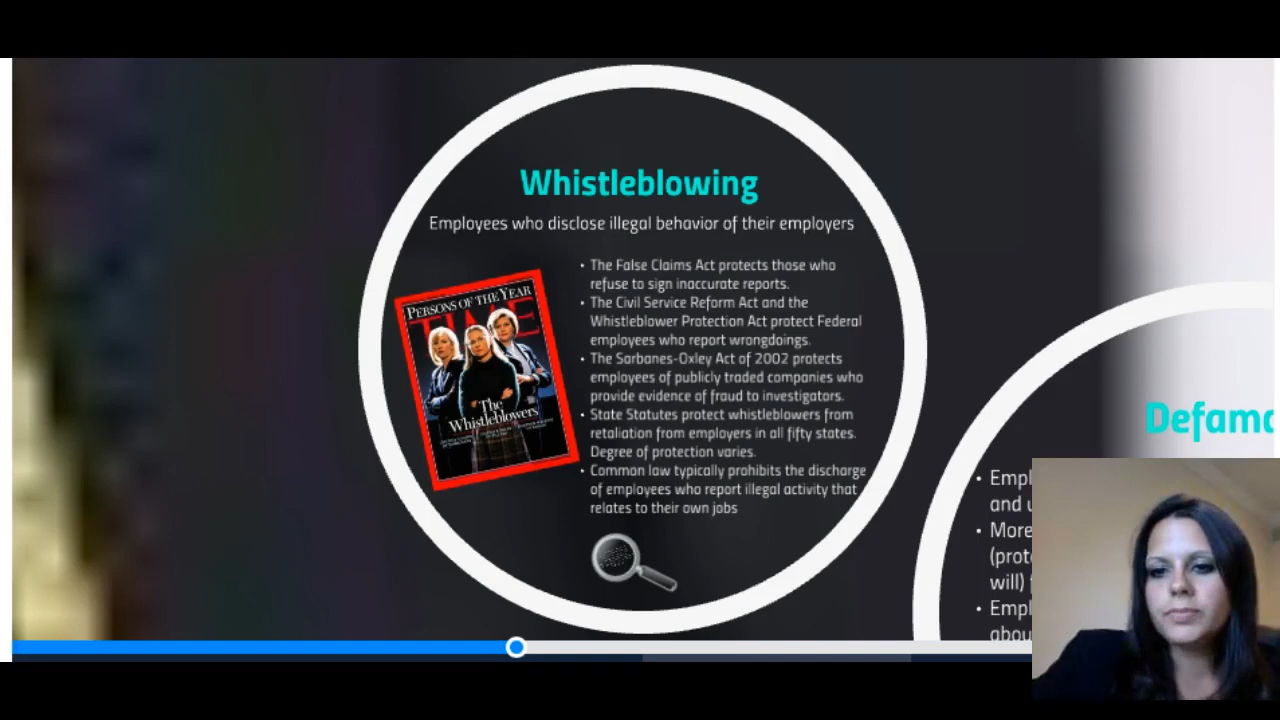 Whistleblowing
Employees who disclose illegal behavior of their employers
PERSONS OF THE YEAR
TIME
The
Whistleblowers
• The False Claims Act protects those who
refuse to sign inaccurate reports.
• The Civil Service Reform Act and the
Whistleblower Protection Act protect Federal
employees who report wrongdoings.
• The Sarbanes-Oxley Act of 2002 protects
employees of publicly traded companies who
provide evidence of fraud to investigators.
• State Statutes protect whistleblowers from
retaliation from employers in all fifty states.
Degree of protection varies.
• Common law typically prohibits the discharge
of employees who report illegal activity that
relates to their own jobs
Defama
• Empl
and u
• More
(prote
will)
• Empl
abou